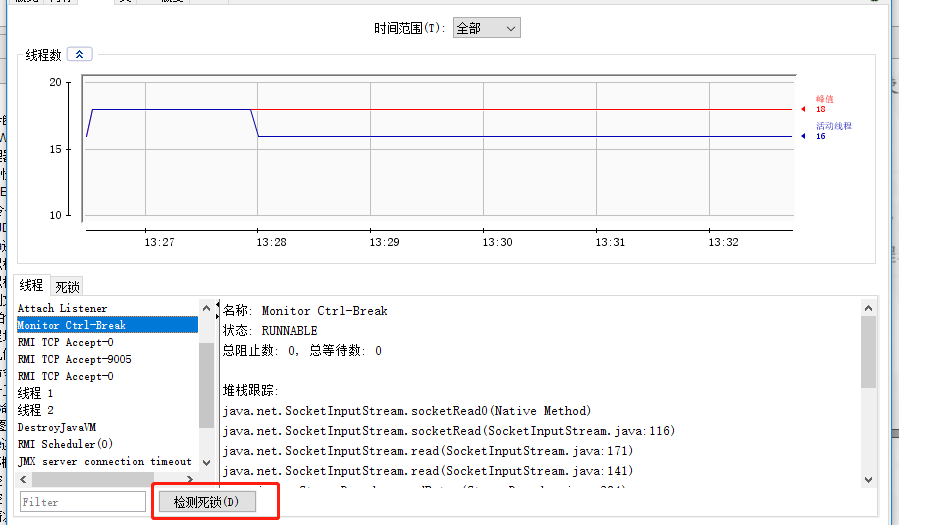 时间范围(T): 全部
线程数
20
15
10
峰值
18
活动线程
16
13:27 13:28 13:29 13:30 13:31 13:32
线程 死锁
Attach Listener
Monitor Ctrl-Break
RMI TCP Accept-0
RMI TCP Accept-9005
RMI TCP Accept-0
线程 1
线程 2
DestroyJavaVM
RMI Scheduler(0)
JMX server connection timeout
Filter
检测死锁(D)
名称: Monitor Ctrl-Break
状态: RUNNABLE
总阻止数: 0, 总等待数: 0
堆栈跟踪:
java.net.SocketInputStream.socketRead0(Native Method)
java.net.SocketInputStream.socketRead(SocketInputStream.java:116)
java.net.SocketInputStream.read(SocketInputStream.java:171)
java.net.SocketInputStream.read(SocketInputStream.java:141)